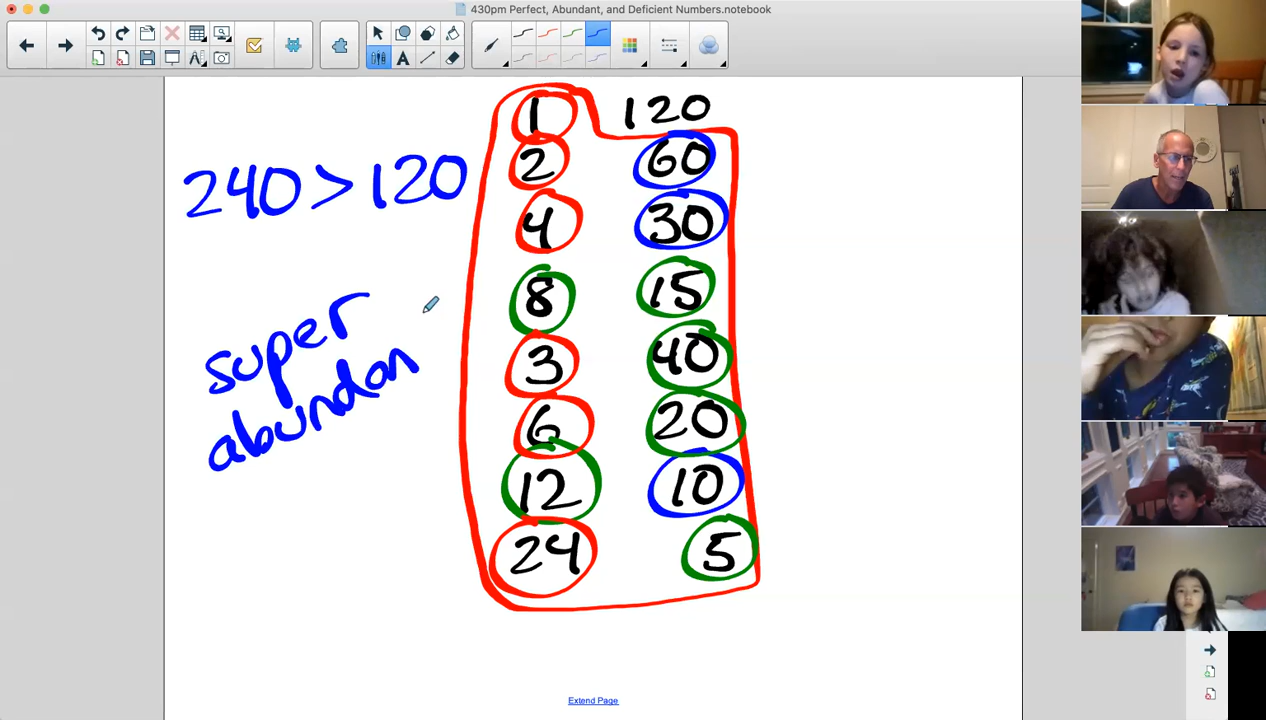 430pm Perfect, Abundant, and Deficient Numbers.notebook
A
1 120
2 60
240 > 120
4 30
8 15
super
abundan
3 40
6 20
12 10
24 5
Extend Page